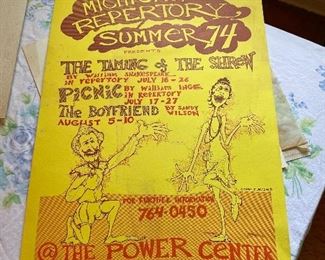 MICHIGAN
REPERTORY
SUMMER 74
PRESENTS
THE TAMING OF THE SHREW
BY WILLIAM SHAKESPEARE
IN REPERTORY JULY 16-26
PICNIC BY WILLIAM INGE
IN REPERTORY
JULY 17-27
THE BOYFRIEND BY SANDY
WILSON
AUGUST 5-10
FOR FURTHER INFORMATION
764-0450
@ THE POWER CENTER